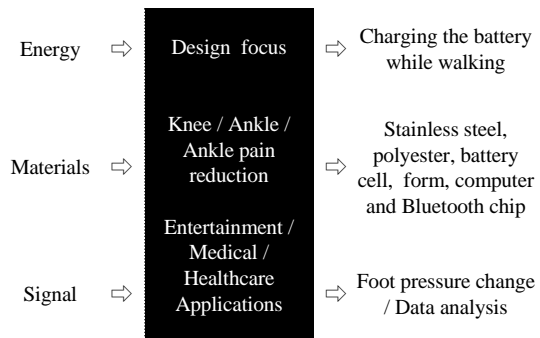 Energy
Design focus
Charging the battery
while walking
Materials
Knee / Ankle /
Ankle pain
reduction
Stainless steel,
polyester, battery
cell, form, computer
and Bluetooth chip
Signal
Entertainment /
Medical /
Healthcare
Applications
Foot pressure change
/ Data analysis